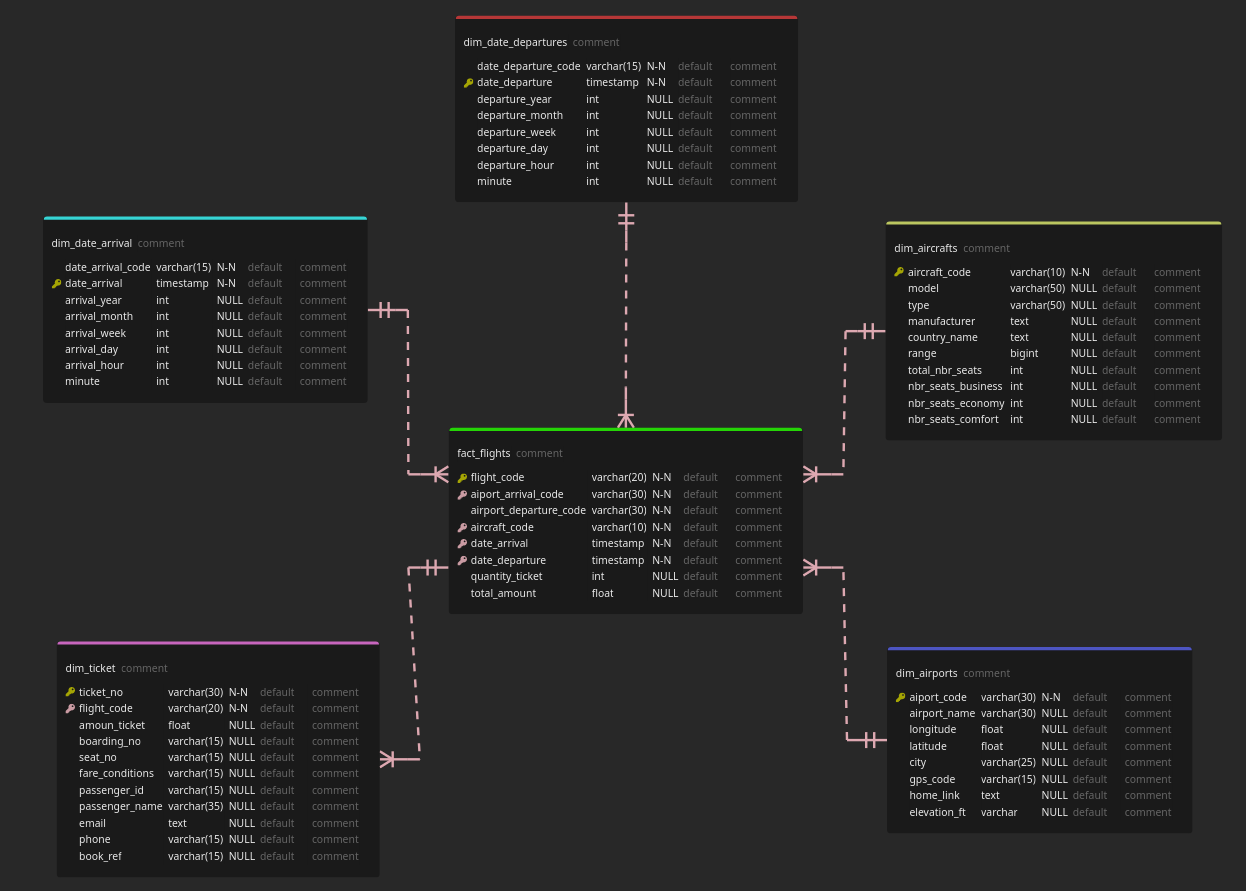 dim_date_departures comment
date_departure_code varchar(15) N-N default comment
date_departure timestamp N-N default comment
departure_year int NULL default comment
departure_month int NULL default comment
departure_week int NULL default comment
departure_day int NULL default comment
departure_hour int NULL default comment
minute int NULL default comment
dim_date_arrival comment
date_arrival_code varchar(15) N-N default comment
date_arrival timestamp N-N default comment
arrival_year int NULL default comment
arrival_month int NULL default comment
arrival_week int NULL default comment
arrival_day int NULL default comment
arrival_hour int NULL default comment
minute int NULL default comment
dim_aircrafts comment
aircraft_code varchar(10) N-N default comment
model varchar(50) NULL default comment
type varchar(50) NULL default comment
manufacturer text NULL default comment
country_name text NULL default comment
range bigint NULL default comment
total_nbr_seats int NULL default comment
nbr_seats_business int NULL default comment
nbr_seats_economy int NULL default comment
nbr_seats_comfort int NULL default comment
fact_flights comment
flight_code varchar(20) N-N default comment
aiport_arrival_code varchar(30) N-N default comment
airport_departure_code varchar(30) N-N default comment
aircraft_code varchar(10) N-N default comment
date_arrival timestamp N-N default comment
date_departure timestamp N-N default comment
quantity_ticket int NULL default comment
total_amount float NULL default comment
dim_ticket comment
ticket_no varchar(30) N-N default comment
flight_code varchar(20) N-N default comment
amoun_ticket float NULL default comment
boarding_no varchar(15) NULL default comment
seat_no varchar(15) NULL default comment
fare_conditions varchar(15) NULL default comment
passenger_id varchar(15) NULL default comment
passenger_name varchar(35) NULL default comment
email text NULL default comment
phone varchar(15) NULL default comment
book_ref varchar(15) NULL default comment
dim_airports comment
aiport_code varchar(30) N-N default comment
airport_name varchar(30) NULL default comment
longitude float NULL default comment
latitude float NULL default comment
city varchar(25) NULL default comment
gps_code varchar(15) NULL default comment
home_link text NULL default comment
elevation_ft varchar NULL default comment